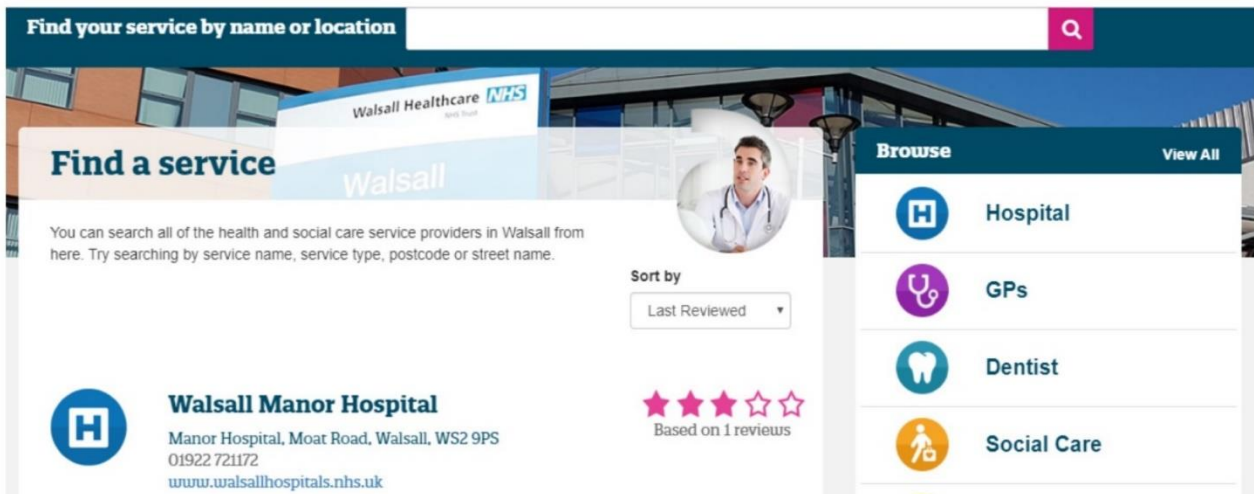 Find your service by name or location
Walsall Healthcare NHS
NHS Trust
Walsall
Find a service
You can search all of the health and social care service providers in Walsall from
here. Try searching by service name, service type, postcode or street name.
Sort by
Last Reviewed
Walsall Manor Hospital
Manor Hospital, Moat Road, Walsall, WS2 9PS
01922 721172
www.walsallhospitals.nhs.uk
Based on 1 reviews
Browse
View All
H
Hospital
GPs
Dentist
Social Care
H